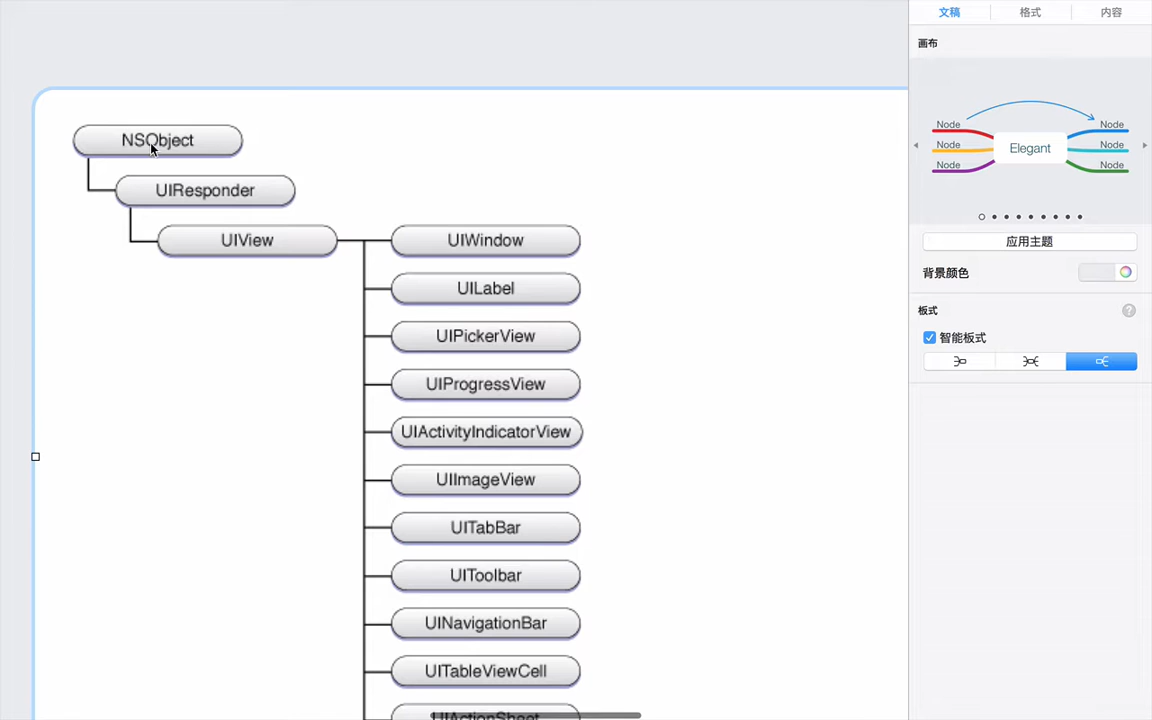 文稿
格式
内容
画布
NSObject
UIResponder
UIView
UIWindow
UILabel
UIPickerView
UIProgressView
UIActivityIndicatorView
UIImageView
UITabBar
UIToolbar
UINavigationBar
UITableViewCell
UIActionSheet
Node
Node
Node
Elegant
Node
Node
Node
应用主题
背景颜色
板式
?
智能板式